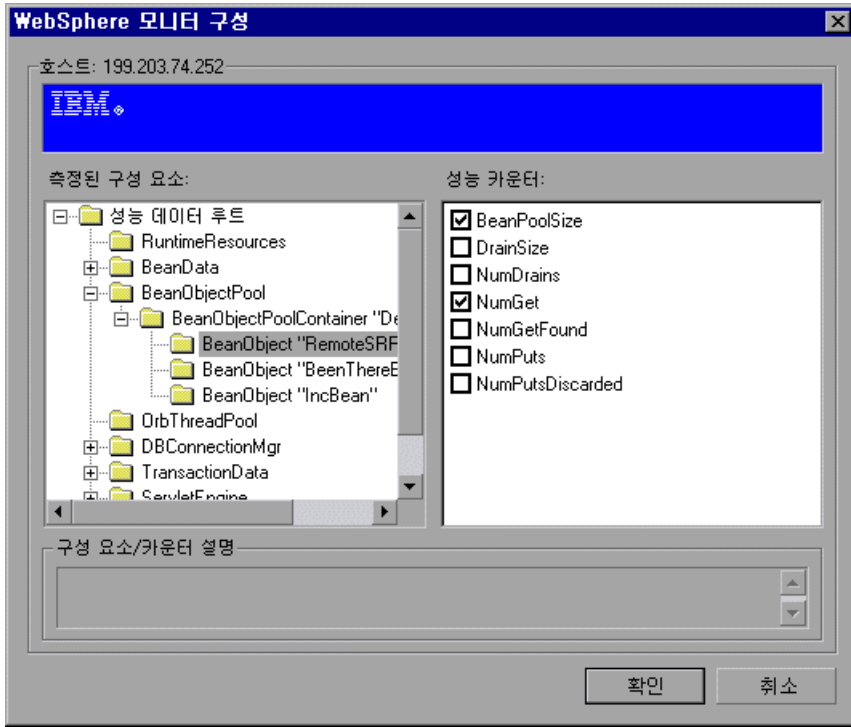 WebSphere 모니터 구성
호스트: 199.203.74.252
IBM®
측정된 구성 요소:
성능 데이터 루트
RuntimeResources
BeanData
BeanObjectPool
BeanObjectPoolContainer "De
BeanObject "RemoteSRF
BeanObject "BeenThereB
BeanObject "IncBean"
OrbThreadPool
DBConnectionMgr
TransactionData
ServletEngine
성능 카운터:
BeanPoolSize
DrainSize
NumDrains
NumGet
NumGetFound
NumPuts
NumPutsDiscarded
구성 요소/카운터 설명
확인
취소